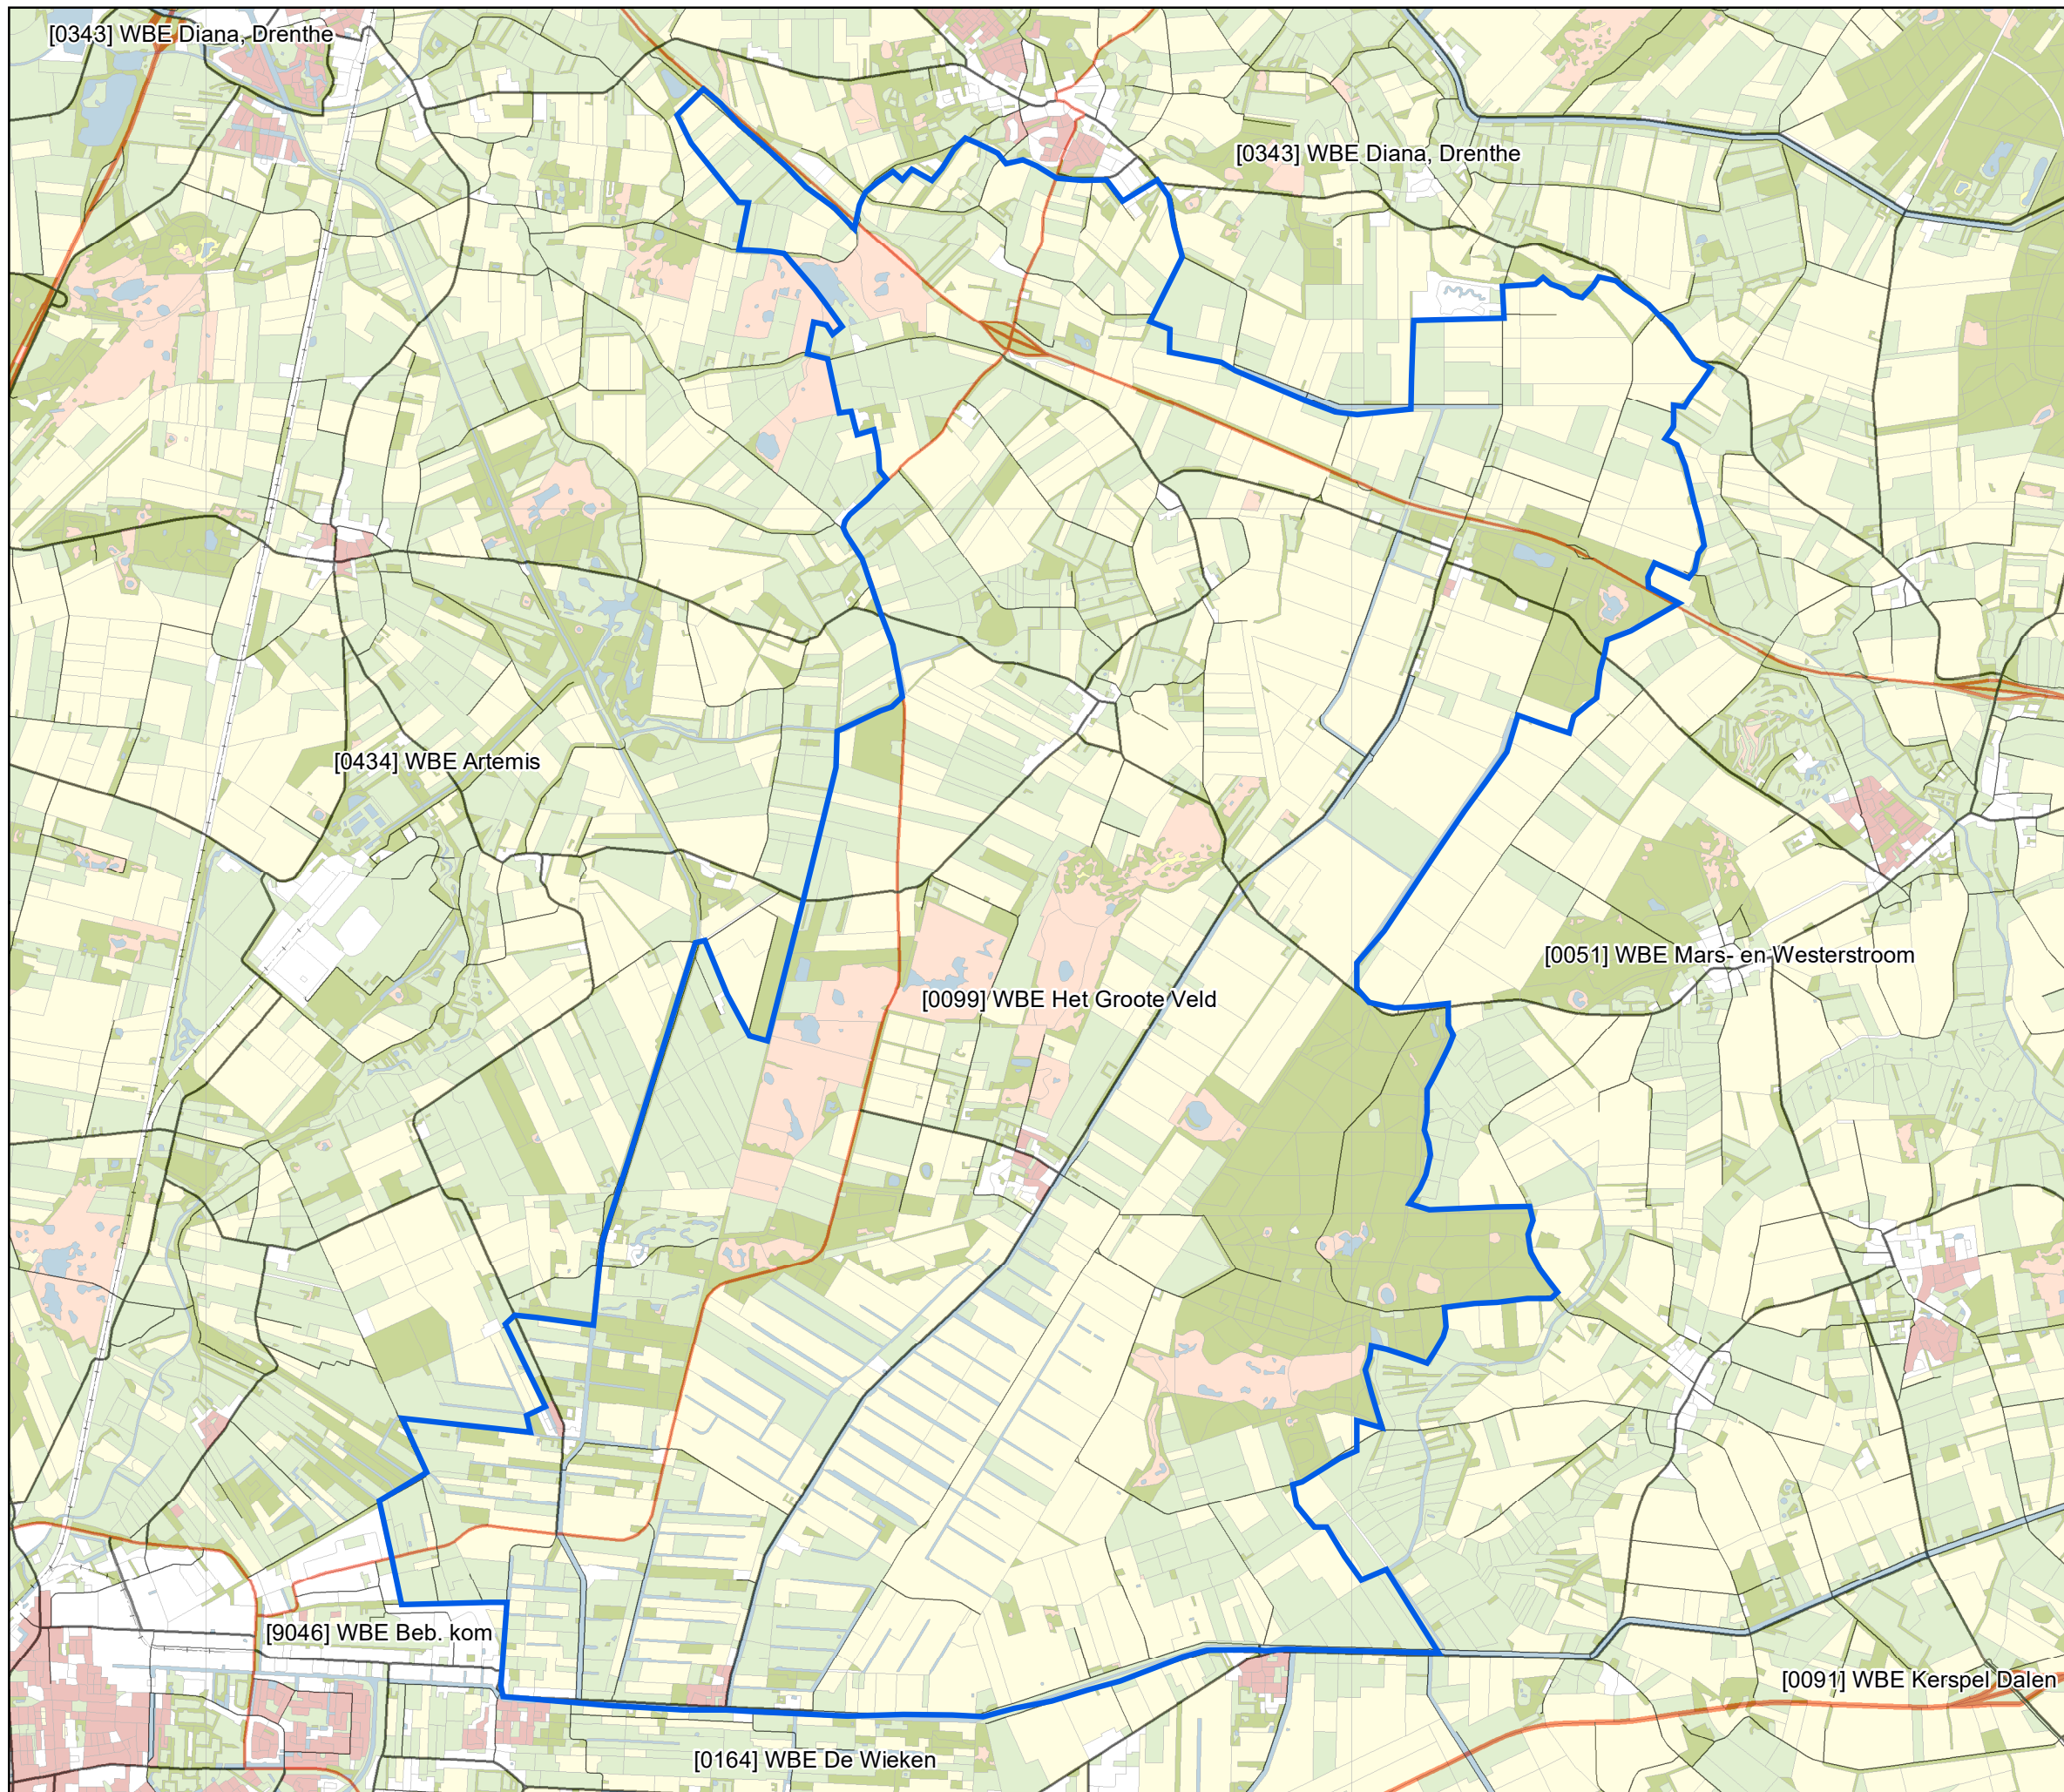 [0343] WBE Diana, Drenthe
[0343] WBE Diana, Drenthe
[0434] WBE Artemis
[0051] WBE Mars- en Westerstroom
[0099] WBE Het Groote Veld
[9046] WBE Beb. kom
[0091] WBE Kerspel Dalen
[0164] WBE De Wieken